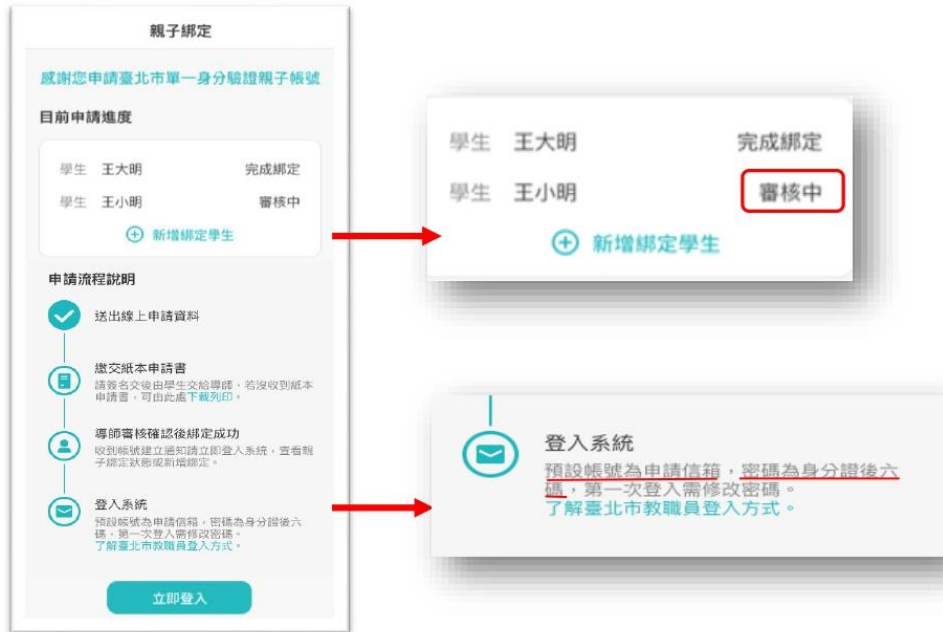 親子綁定
感謝您申請臺北市單一身分驗證親子帳號
目前申請進度
學生 王大明 完成綁定
學生 王小明 審核中
新增綁定學生
申請流程說明
送出線上申請資料
繳交紙本申請書
請簽名交後由學生交給導師，若沒收到紙本
申請書，可由此處下載列印。
導師審核確認後綁定成功
收到帳號建立通知請立即登入系統，查看親
子綁定狀態或新增綁定。
登入系統
預設帳號為申請信箱，密碼為身分證後六
碼，第一次登入需修改密碼。
了解臺北市教職員登入方式。
立即登入
學生 王大明 完成綁定
學生 王小明 審核中
新增綁定學生
登入系統
預設帳號為申請信箱，密碼為身分證後六
碼，第一次登入需修改密碼。
了解臺北市教職員登入方式。